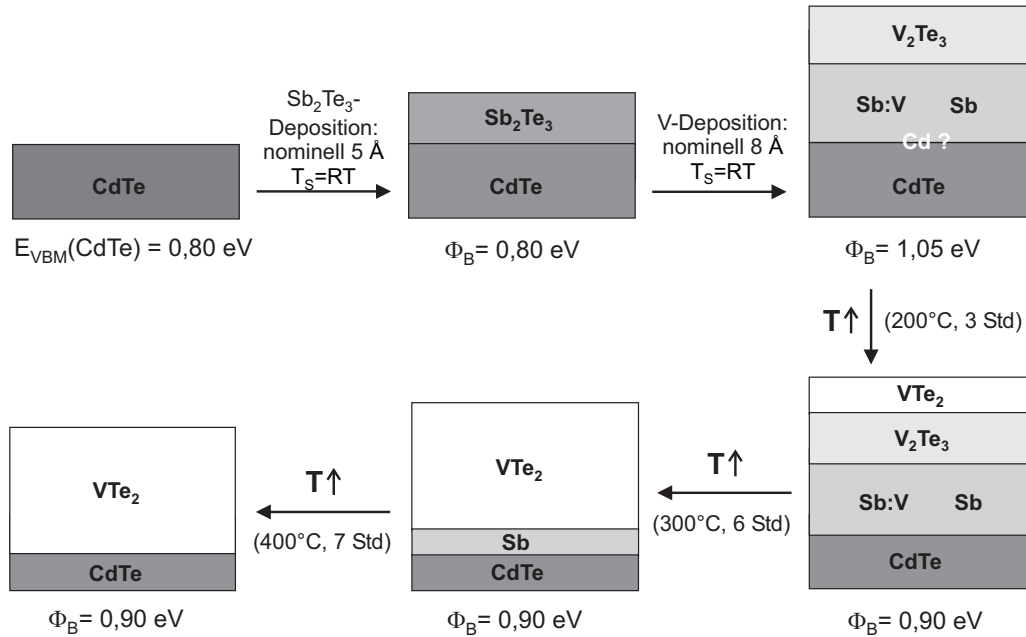 CdTe
E_VBM(CdTe) = 0,80 eV
Sb₂Te₃-
Deposition:
nominell 5 Å
T_S=RT
Sb₂Te₃
CdTe
Φ_B= 0,80 eV
V-Deposition:
nominell 8 Å
T_S=RT
V₂Te₃
Sb:V Sb
Cd ?
CdTe
Φ_B = 1,05 eV
T↑ (200°C, 3 Std)
VTe₂
V₂Te₃
Sb:V Sb
CdTe
Φ_B= 0,90 eV
T↑
(300°C, 6 Std)
VTe₂
Sb
CdTe
Φ_B= 0,90 eV
T↑
(400°C, 7 Std)
VTe₂
CdTe
Φ_B= 0,90 eV